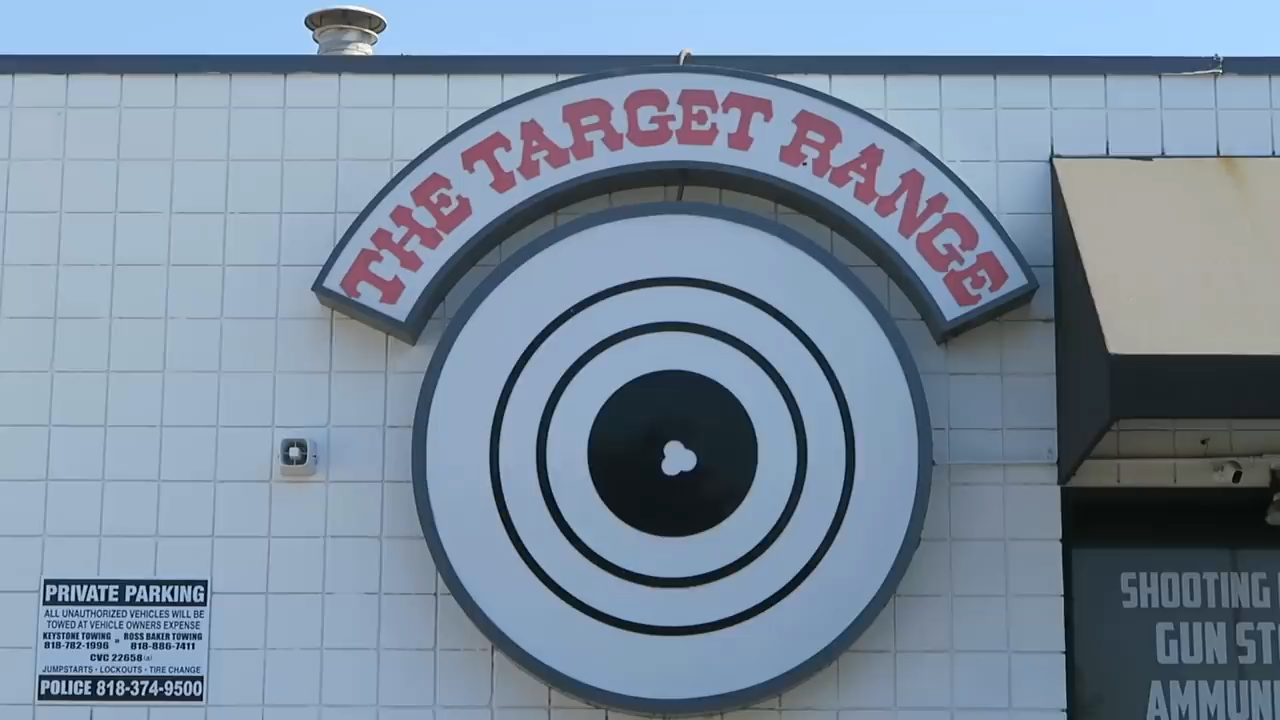 THE TARGET RANGE
PRIVATE PARKING
ALL UNAUTHORIZED VEHICLES WILL BE
TOWED AT VEHICLE OWNERS EXPENSE
KEYSTONE TOWING ROSS BAKER TOWING
818-782-1996 818-886-7411
CVC 22658(a)
JUMPSTARTS - LOCKOUTS - TIRE CHANGE
POLICE 818-374-9500
SHOOTING
GUN ST
AMMUN